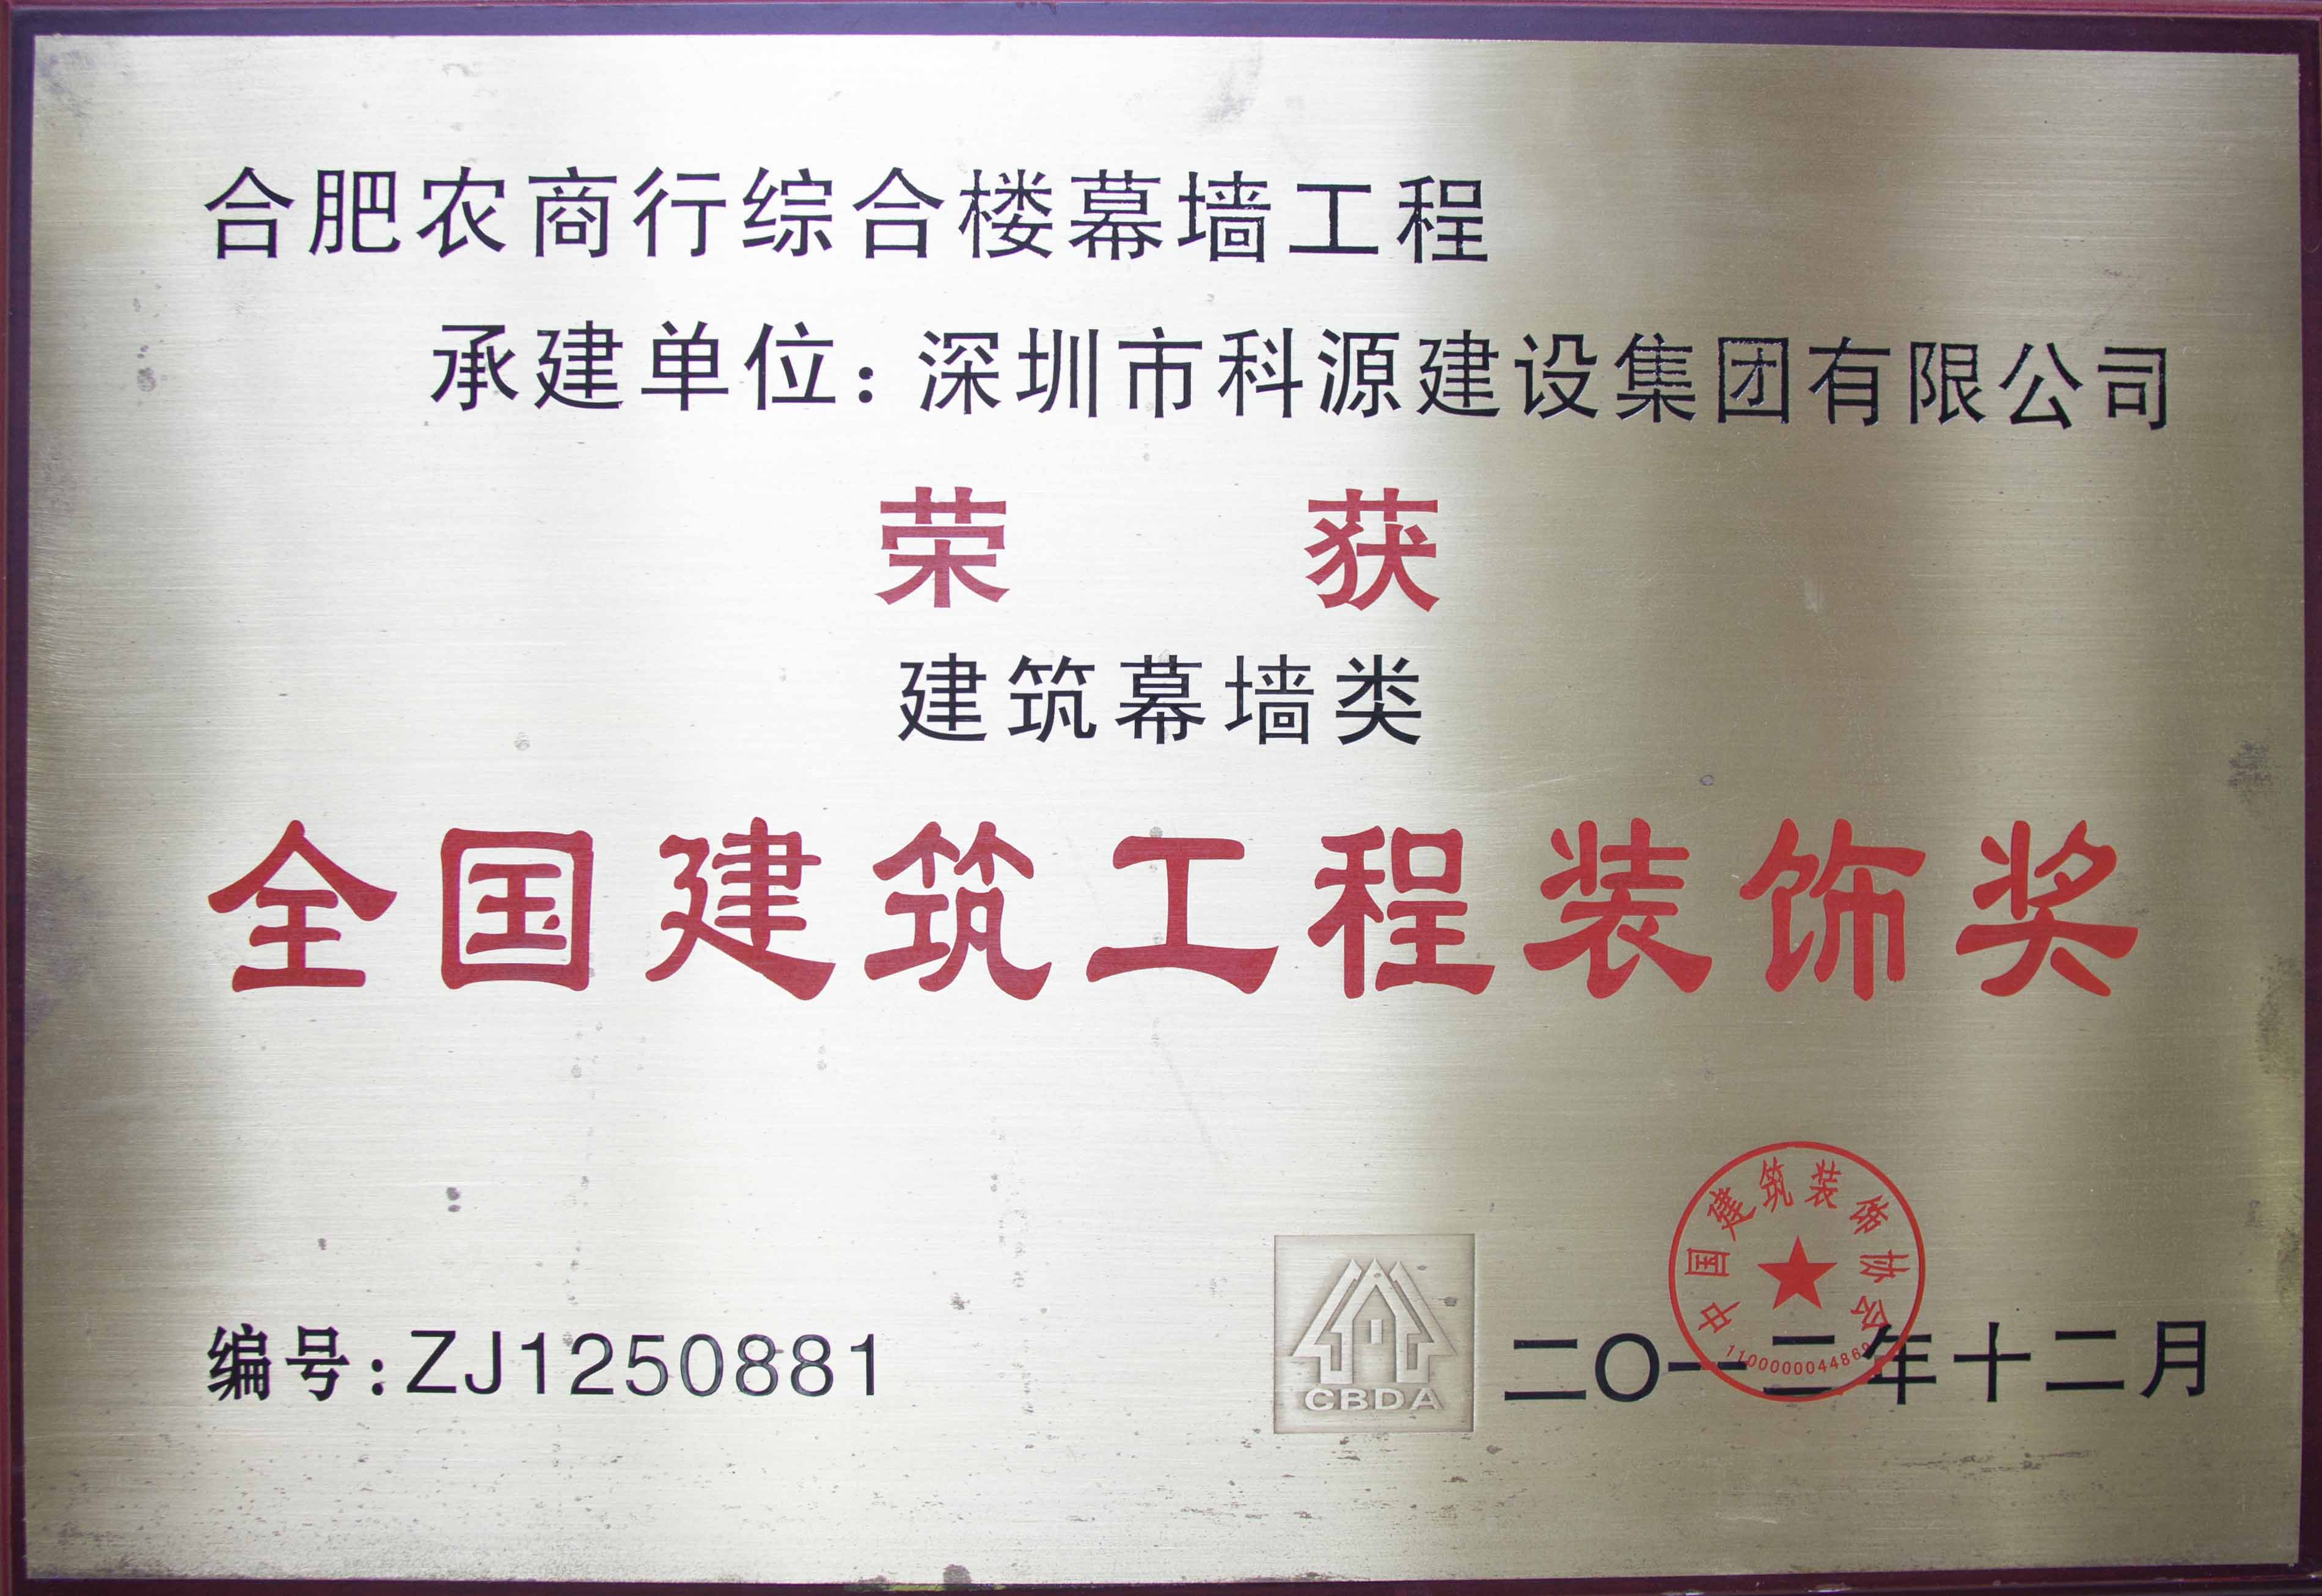 合肥农商行综合楼幕墙工程
承建单位：深圳市科源建设集团有限公司
荣 获
建筑幕墙类
全国建筑工程装饰奖
中国建筑装饰协会
编号：ZJ1250881
CBDA
二〇一二年十二月